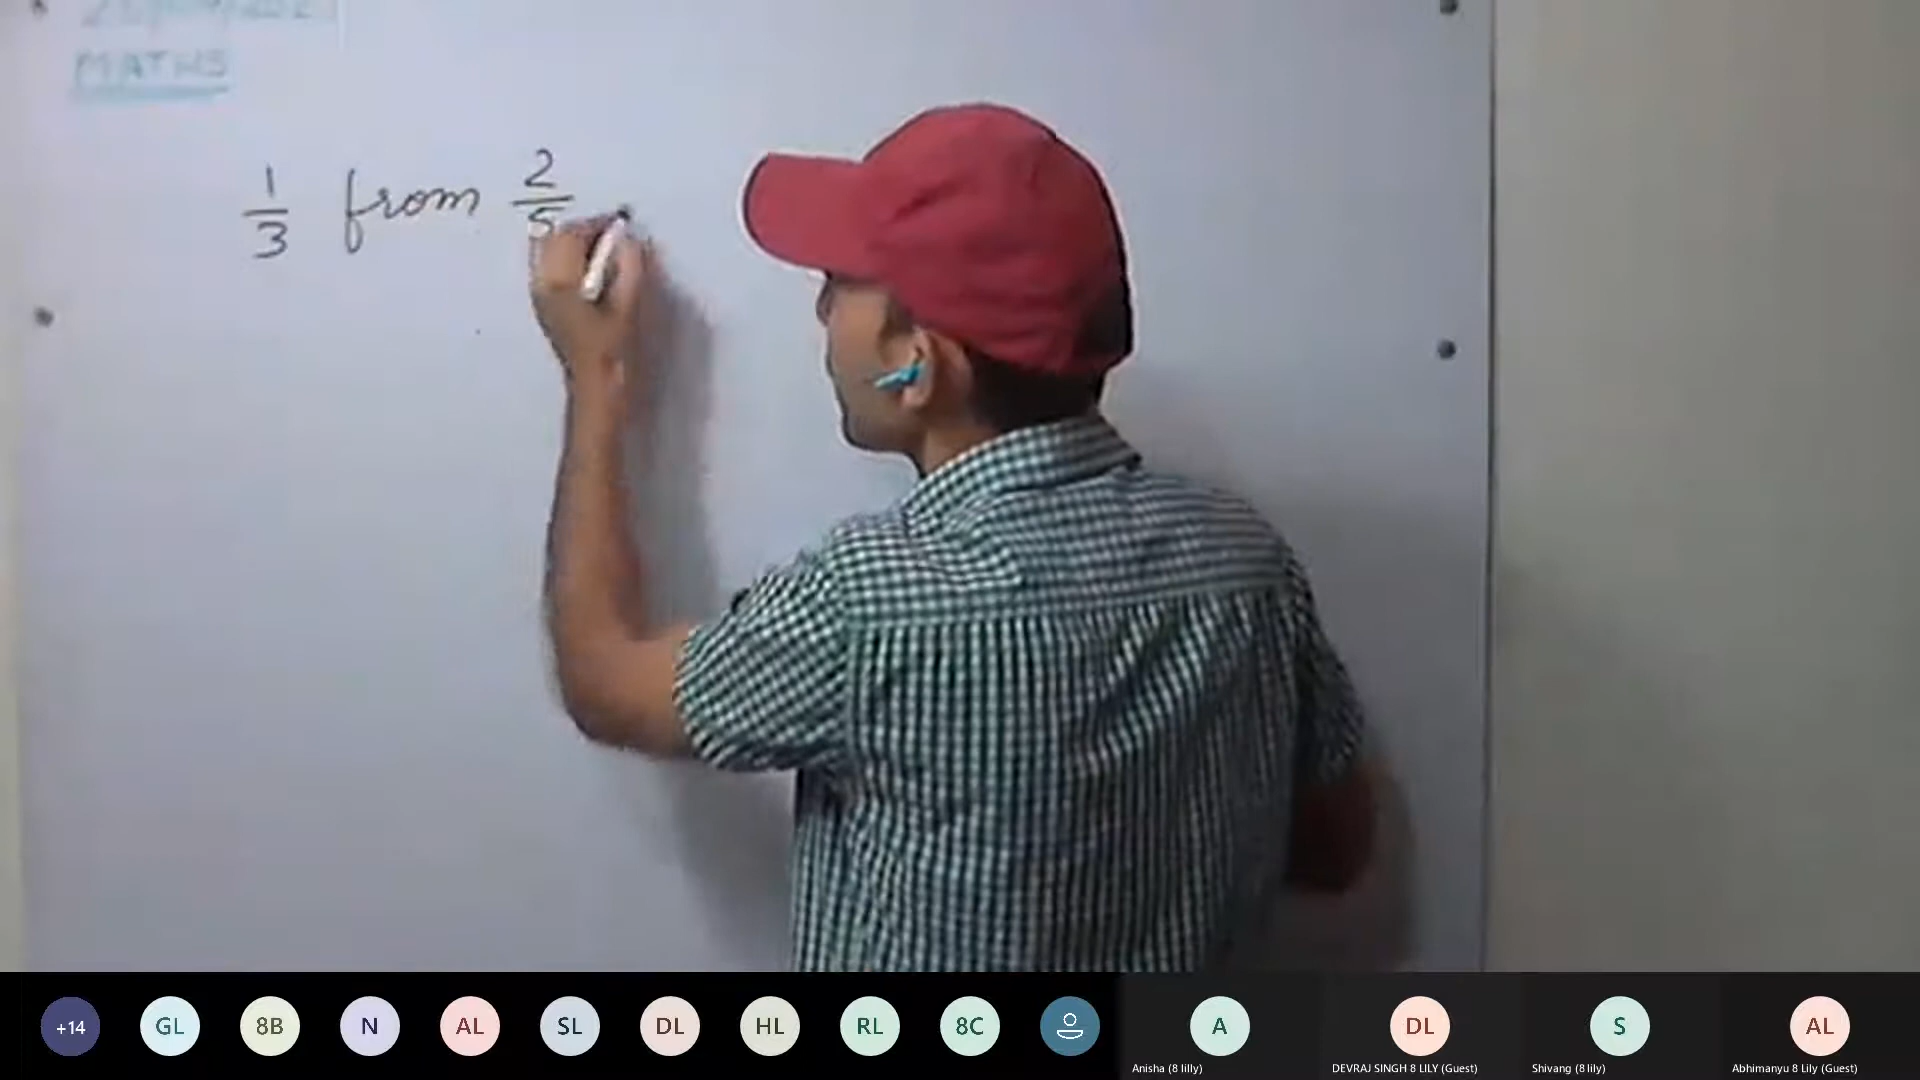 MATHS
1/3 from 2/5
+14 GL 8B N AL SL DL HL RL 8C A DL S AL
Anisha (8 lilly) DEVRAJ SINGH 8 LILY (Guest) Shivang (8 lily) Abhimanyu 8 Lily (Guest)